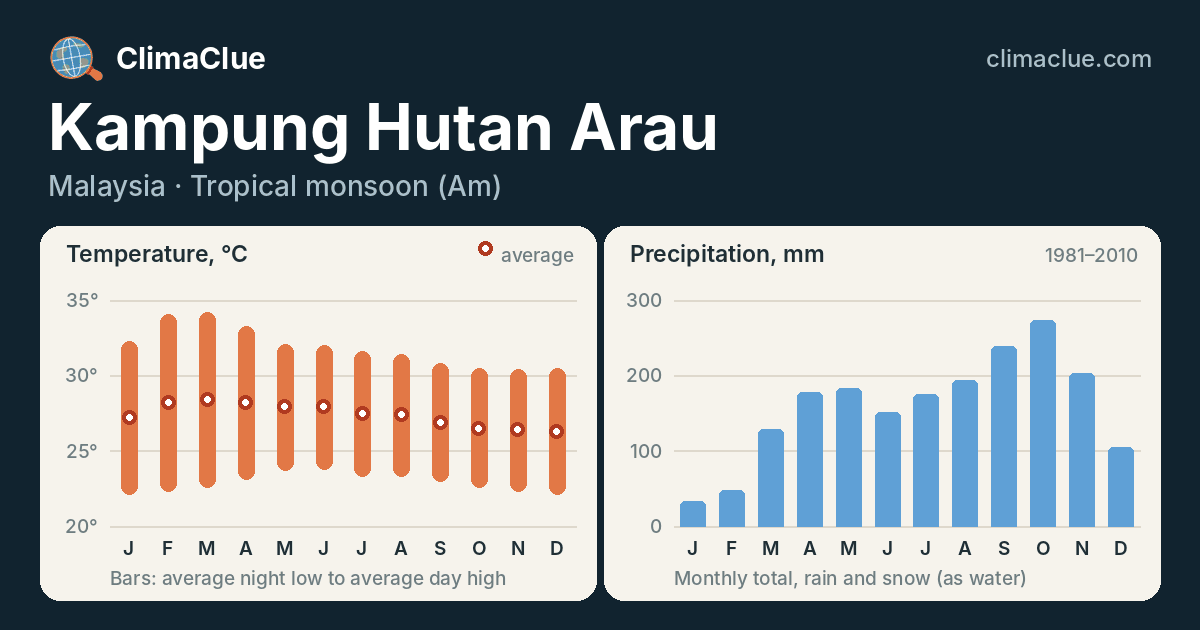 ClimaClue
climaclue.com
Kampung Hutan Arau
Malaysia · Tropical monsoon (Am)
Temperature, °C
average
35°
30°
25°
20°
J F M A M J J A S O N D
Bars: average night low to average day high
Precipitation, mm
1981–2010
300
200
100
0
J F M A M J J A S O N D
Monthly total, rain and snow (as water)